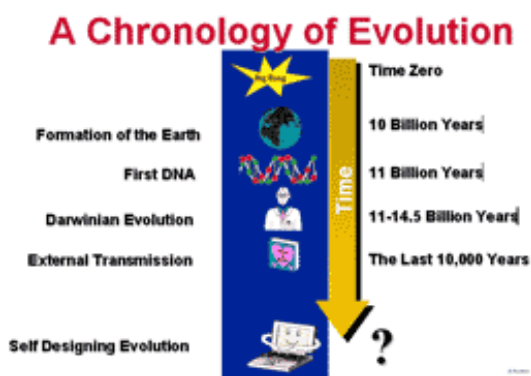 A Chronology of Evolution
Big Bang
Time Zero
Formation of the Earth
10 Billion Years
First DNA
11 Billion Years
Time
Darwinian Evolution
11-14.5 Billion Years
External Transmission
The Last 10,000 Years
Self Designing Evolution
?